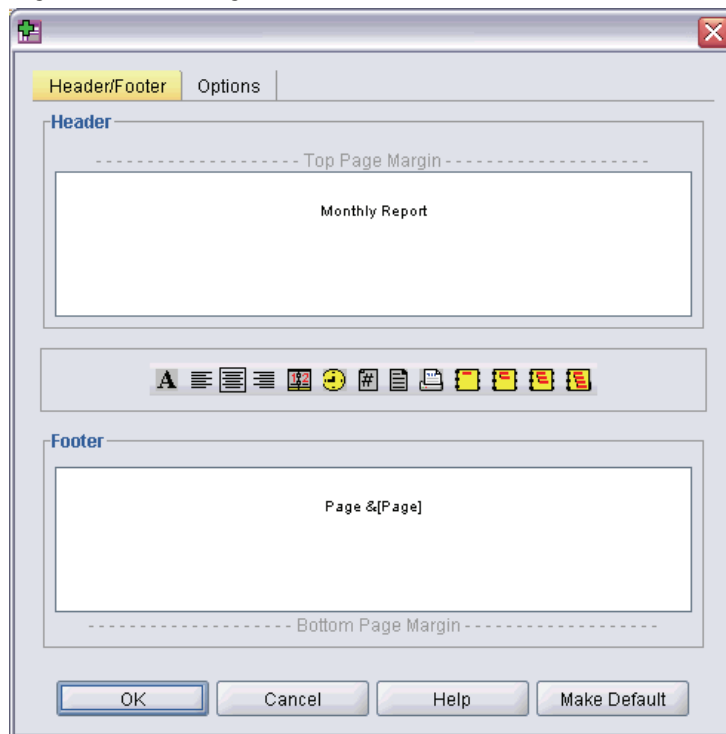 Header/Footer Options
Header
Top Page Margin
Monthly Report
A 12 #
Footer
Page &[Page]
Bottom Page Margin
OK Cancel Help Make Default